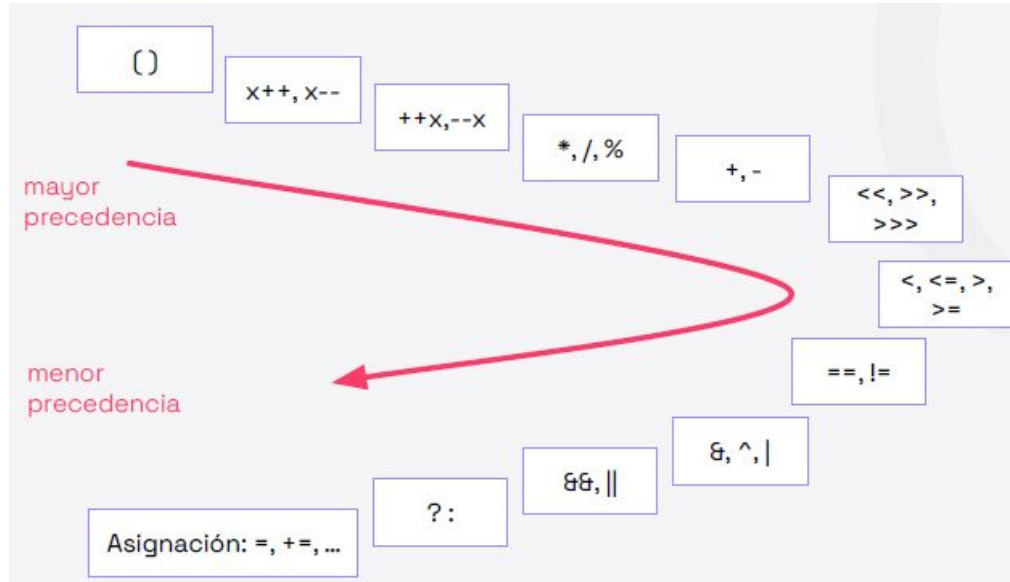 ()
x++, x--
++x,--x
*, /, %
+, -
<<, >>,
>>>
<, <=, >,
>=
==, !=
&, ^, |
&&, ||
? :
Asignación: =, +=, ...
mayor
precedencia
menor
precedencia